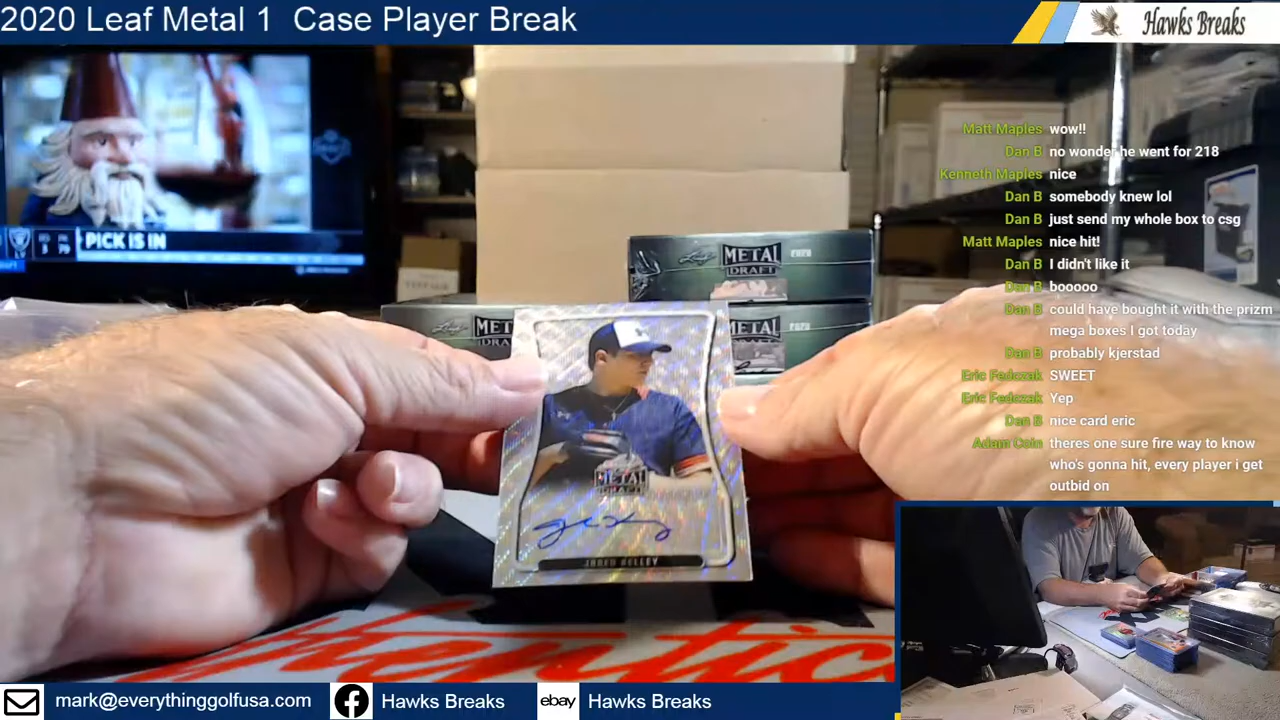 2020 Leaf Metal 1  Case Player Break
Hawks Breaks
Matt Maples wow!!
Dan B no wonder he went for 218
Kenneth Maples nice
Dan B somebody knew lol
Dan B just send my whole box to csg
Matt Maples nice hit!
Dan B I didn't like it
Dan B booooo
Dan B could have bought it with the prizm
mega boxes I got today
Dan B probably kjerstad
Eric Fedczak SWEET
Eric Fedczak Yep
Dan B nice card eric
Adam Coin theres one sure fire way to know
who's gonna hit, every player i get
outbid on
PICK IS IN
3 79
Leaf METAL DRAFT
METAL
METAL
METAL
DRAFT
JARED KELLEY
mark@everythinggolfusa.com
Hawks Breaks
ebay
Hawks Breaks